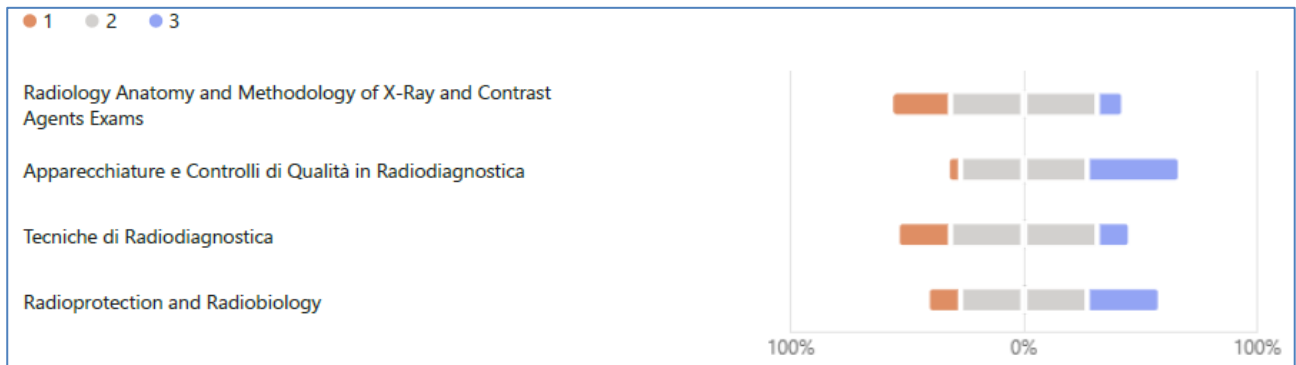 1 2 3
Radiology Anatomy and Methodology of X-Ray and Contrast
Agents Exams
Apparecchiature e Controlli di Qualità in Radiodiagnostica
Tecniche di Radiodiagnostica
Radioprotection and Radiobiology
100% 0% 100%